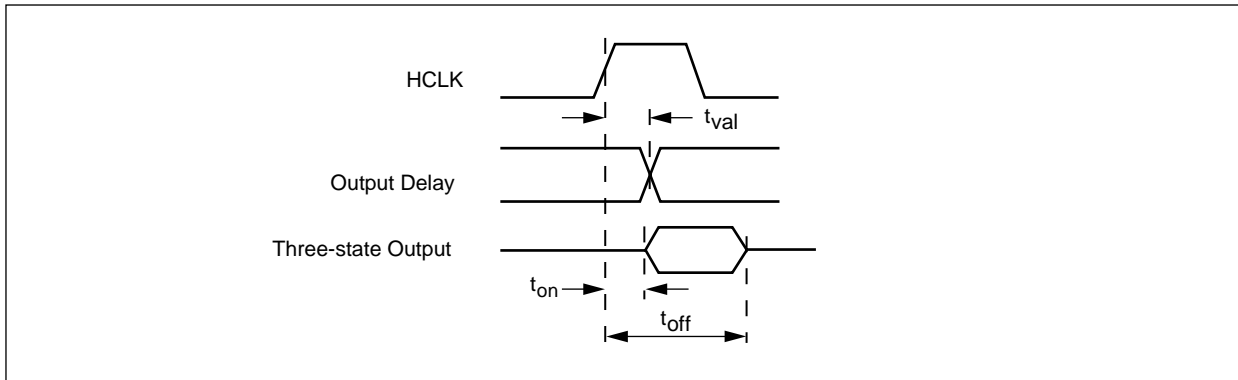 HCLK
tval
Output Delay
Three-state Output
ton
toff